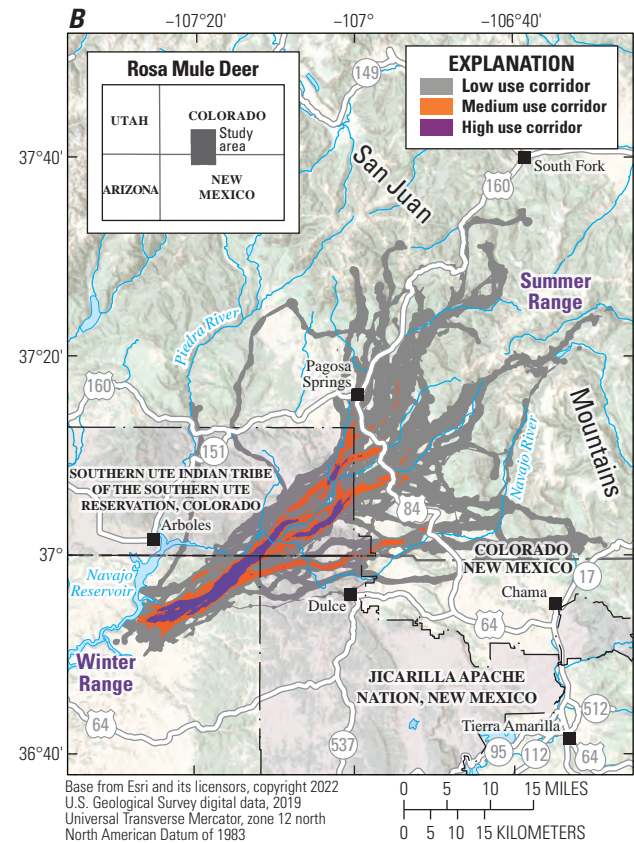 B
−107°20'
−107°
−106°40'
Rosa Mule Deer
UTAH
COLORADO
Study
area
ARIZONA
NEW
MEXICO
149
EXPLANATION
Low use corridor
Medium use corridor
High use corridor
37°40'
San Juan
South Fork
160
Summer
Range
Piedra River
37°20'
Pagosa
Springs
160
Mountains
151
Navajo River
SOUTHERN UTE INDIAN TRIBE
OF THE SOUTHERN UTE
RESERVATION, COLORADO
84
Arboles
37°
COLORADO
NEW MEXICO
Navajo
Reservoir
17
Dulce
Chama
64
Winter
Range
JICARILLA APACHE
NATION, NEW MEXICO
64
512
Tierra Amarilla
537
95
112
64
36°40'
Base from Esri and its licensors, copyright 2022
U.S. Geological Survey digital data, 2019
Universal Transverse Mercator, zone 12 north
North American Datum of 1983
0 5 10 15 MILES
0 5 10 15 KILOMETERS